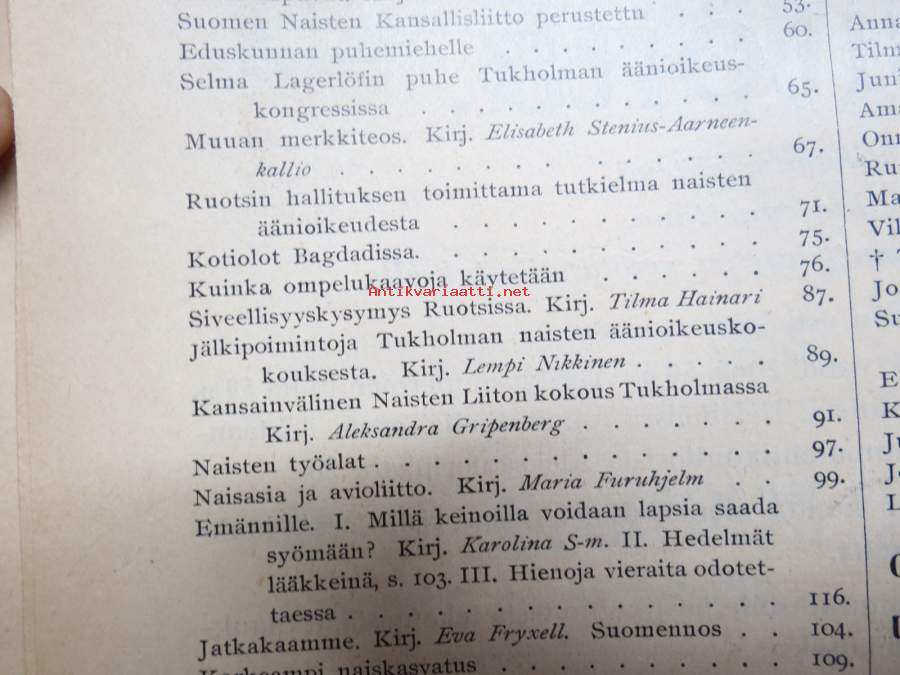 Suomen Naisten Kansallisliitto perustettn . . . 53.
Eduskunnan puhemiehelle . . . . . . . . 60.
Selma Lagerlöfin puhe Tukholman äänioikeus-
kongressissa . . . . . . . . . . . 65.
Muuan merkkiteos. Kirj. Elisabeth Stenius-Aarneen-
kallio . . . . . . . . . . . . . 67.
Ruotsin hallituksen toimittama tutkielma naisten
äänioikeudesta . . . . . . . . . . 71.
Kotiolot Bagdadissa. . . . . . . . . . . 75.
Kuinka ompelukaavoja käytetään . . . . . . 76.
Antikvariaatti.net
Siveellisyyskysymys Ruotsissa. Kirj. Tilma Hainari 87.
Jälkipoimintoja Tukholman naisten äänioikeusko-
kouksesta. Kirj. Lempi Nikkinen . . . . . 89.
Kansainvälinen Naisten Liiton kokous Tukholmassa
Kirj. Aleksandra Gripenberg . . . . . . . 91.
Naisten työalat . . . . . . . . . . . . . 97.
Naisasia ja avioliitto. Kirj. Maria Furuhjelm . . 99.
Emännille. I. Millä keinoilla voidaan lapsia saada
syömään? Kirj. Karolina S-m. II. Hedelmät
lääkkeinä, s. 103. III. Hienoja vieraita odotet-
taessa . . . . . . . . . . . . . . 116.
Jatkakaamme. Kirj. Eva Fryxell. Suomennos . . 104.
naiskasvatus . . . . . . . . . . 109.